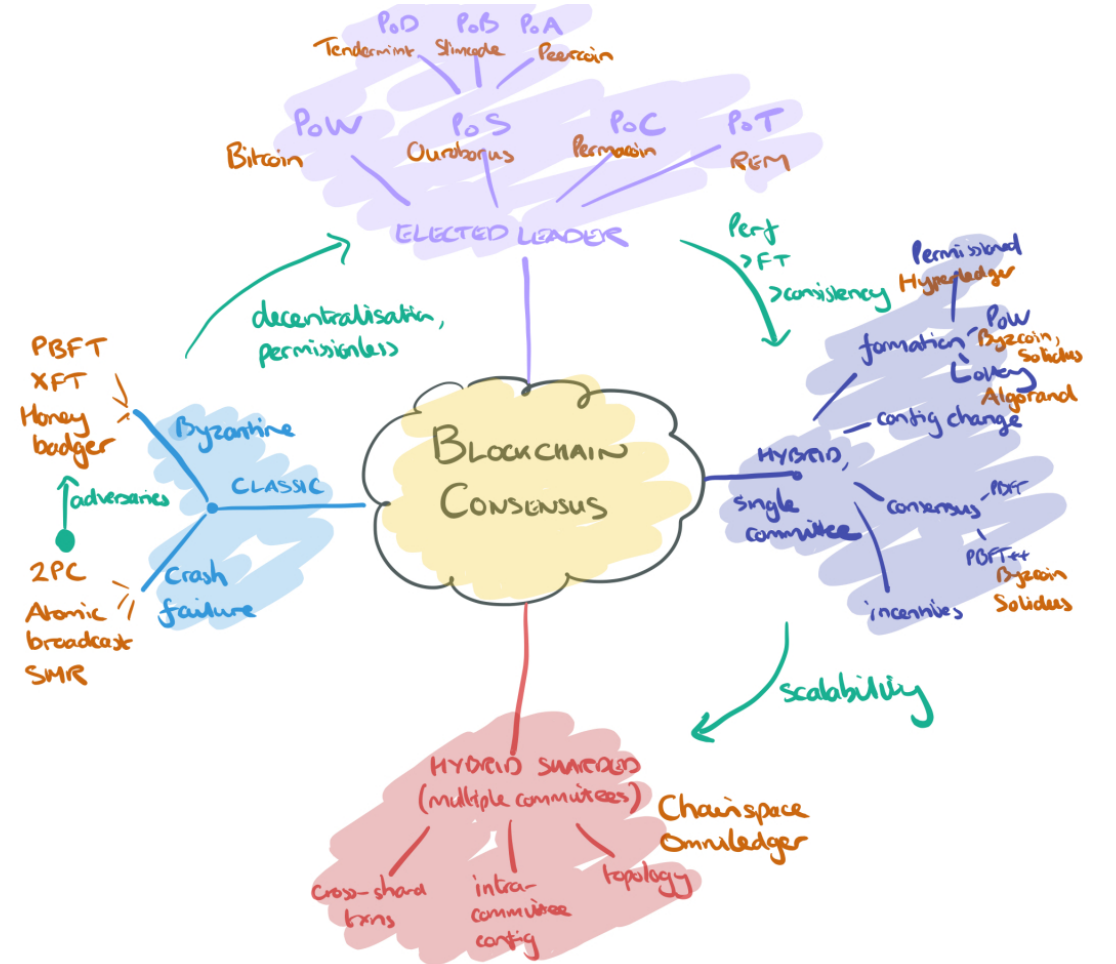 PoD PoB PoA
Tendermint Slimcode Peercoin
PoW PoS PoC PoT
Bitcoin Ouroborus Permacoin REM
ELECTED LEADER
decentralisation,
permissionless
Perf
>FT
>consistency
PBFT
XFT
Honey
badger
adversaries
2PC
Atomic
broadcast
SMR
Byzantine
CLASSIC
Crash
failure
BLOCKCHAIN
CONSENSUS
Permissioned
Hyperledger
formation
PoW
Byzcoin,
Solidus
Lottery
Algorand
config change
HYBRID,
single
committee
consensus
PBFT
PBFT++
Byzcoin
Solidus
incentives
scalability
HYBRID SHARDED
(multiple committees)
Chainspace
Omniledger
cross-shard
txns
intra-
committee
config
topology